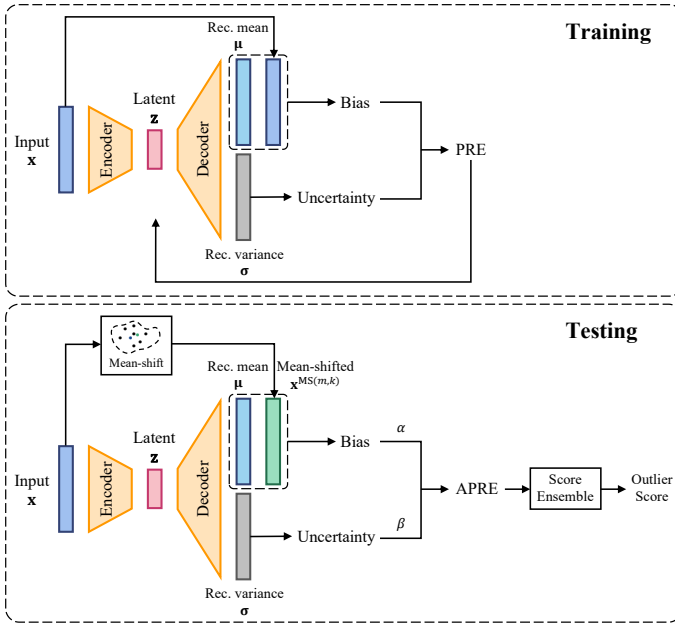 Training
Rec. mean
μ
Latent
z
Input
x
Encoder
Decoder
Bias
PRE
Uncertainty
Rec. variance
σ
Testing
Mean-shift
Rec. mean
μ
Mean-shifted
x^MS(m,k)
Latent
z
Input
x
Encoder
Decoder
Bias
α
APRE
Score
Ensemble
Outlier
Score
Uncertainty
β
Rec. variance
σ